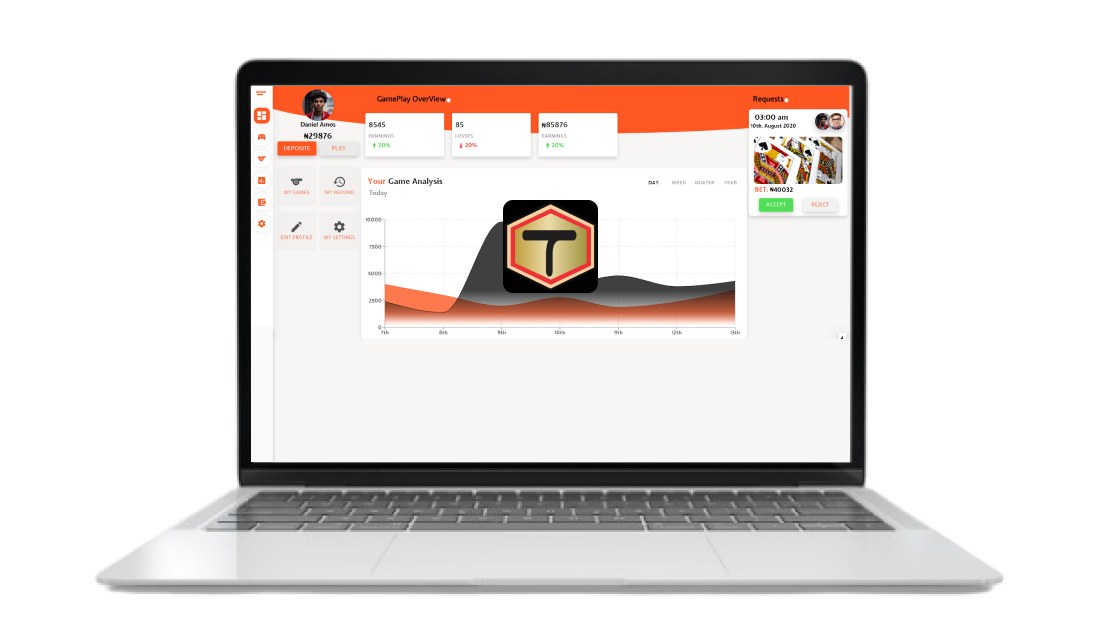 GamePlay OverView
Requests
Daniel Amos
₦29876
DEPOSITE
PLAY
MY GAMES
MY RECORD
EDIT PROFILE
MY SETTINGS
8545
WINNINGS
20%
85
LOSSES
20%
₦85876
EARNINGS
20%
Your Game Analysis
Today
DAY
WEEK
QUATER
YEAR
10000
7500
5000
2500
0
7th
8th
9th
10th
11th
12th
13th
T
03:00 am
10th. August 2020
BET: ₦40032
ACCEPT
REJECT